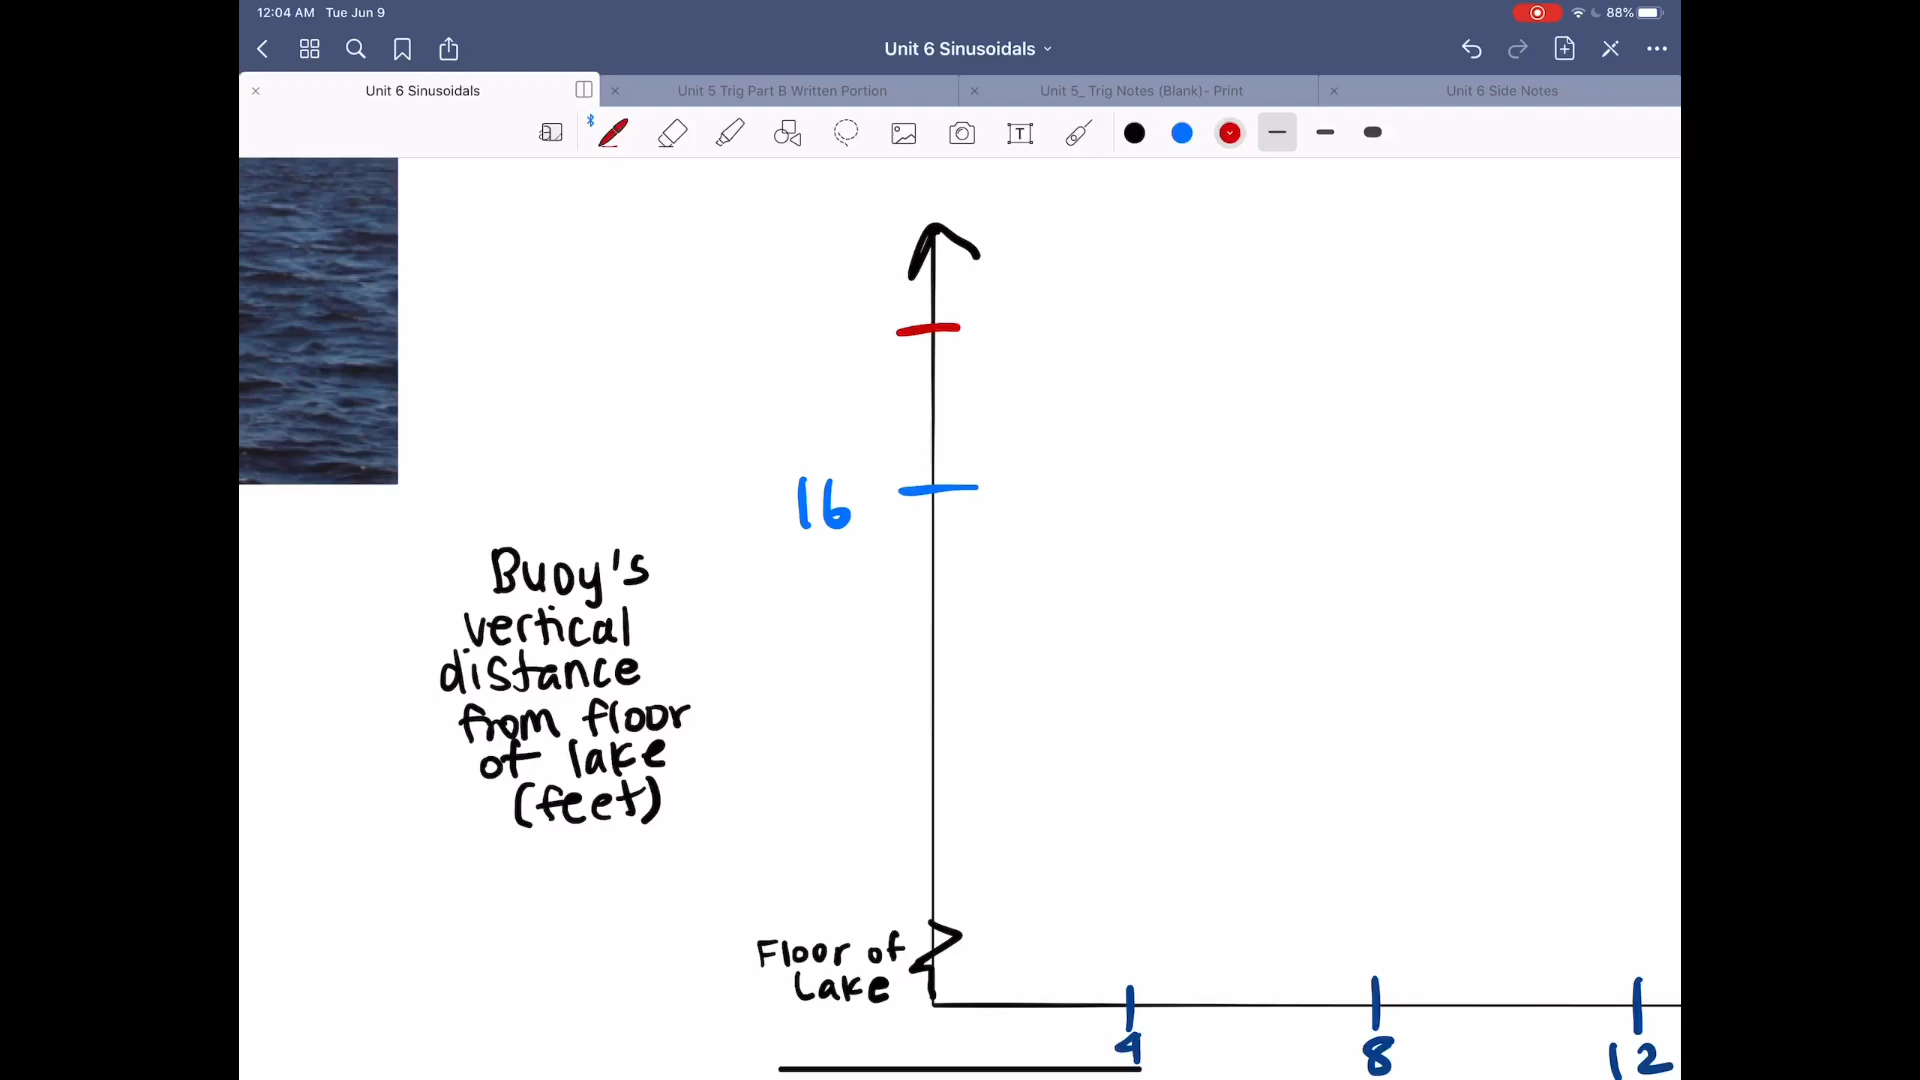 12:04 AM Tue Jun 9
88%
Unit 6 Sinusoidals
Unit 6 Sinusoidals
Unit 5 Trig Part B Written Portion
Unit 5_ Trig Notes (Blank)- Print
Unit 6 Side Notes
T
16
Buoy's
vertical
distance
from floor
of lake
(feet)
Floor of
Lake
4
8
12